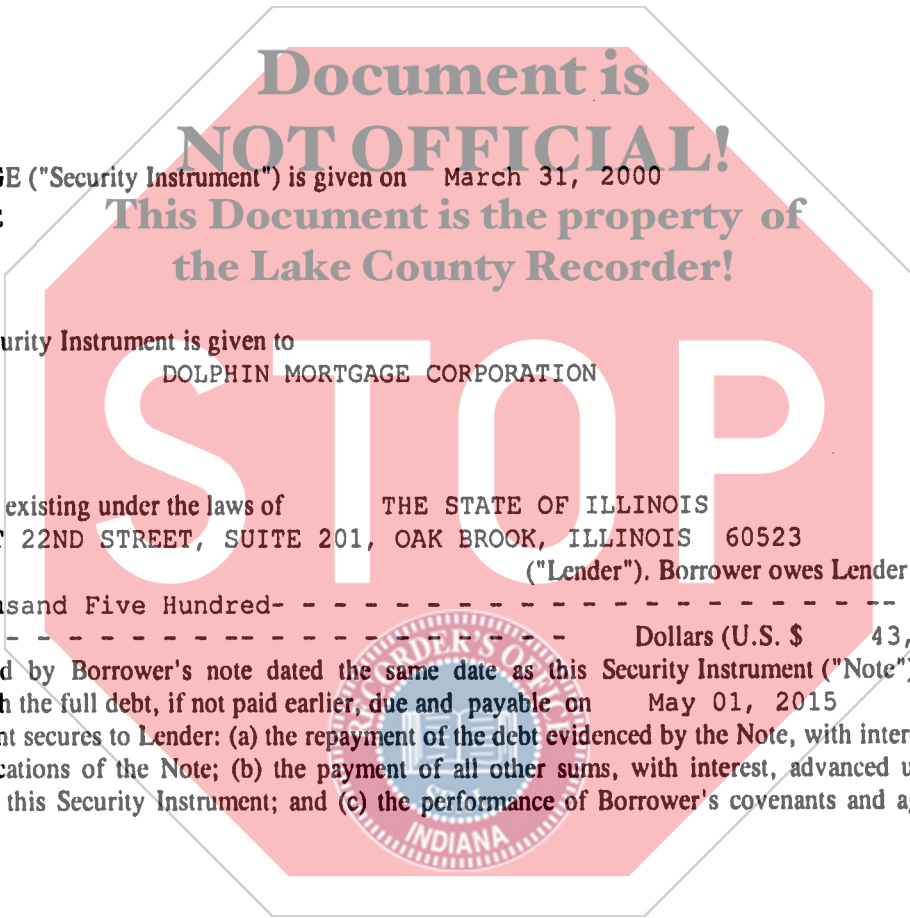 Document is
NOT OFFICIAL!
GE ("Security Instrument") is given on March 31, 2000
This Document is the property of
the Lake County Recorder!
urity Instrument is given to
DOLPHIN MORTGAGE CORPORATION
STOP
existing under the laws of THE STATE OF ILLINOIS
22ND STREET, SUITE 201, OAK BROOK, ILLINOIS 60523
("Lender"). Borrower owes Lender
sand Five Hundred- - - - - - - - - - - - - - - - - - - - - --
- - - - - - - - -- - - - - - - - - - Dollars (U.S. $ 43,
d by Borrower's note dated the same date as this Security Instrument ("Note")
h the full debt, if not paid earlier, due and payable on May 01, 2015
nt secures to Lender: (a) the repayment of the debt evidenced by the Note, with inter
cations of the Note; (b) the payment of all other sums, with interest, advanced u
this Security Instrument; and (c) the performance of Borrower's covenants and ag
RECORDER'S OFFICE
SEAL
INDIANA